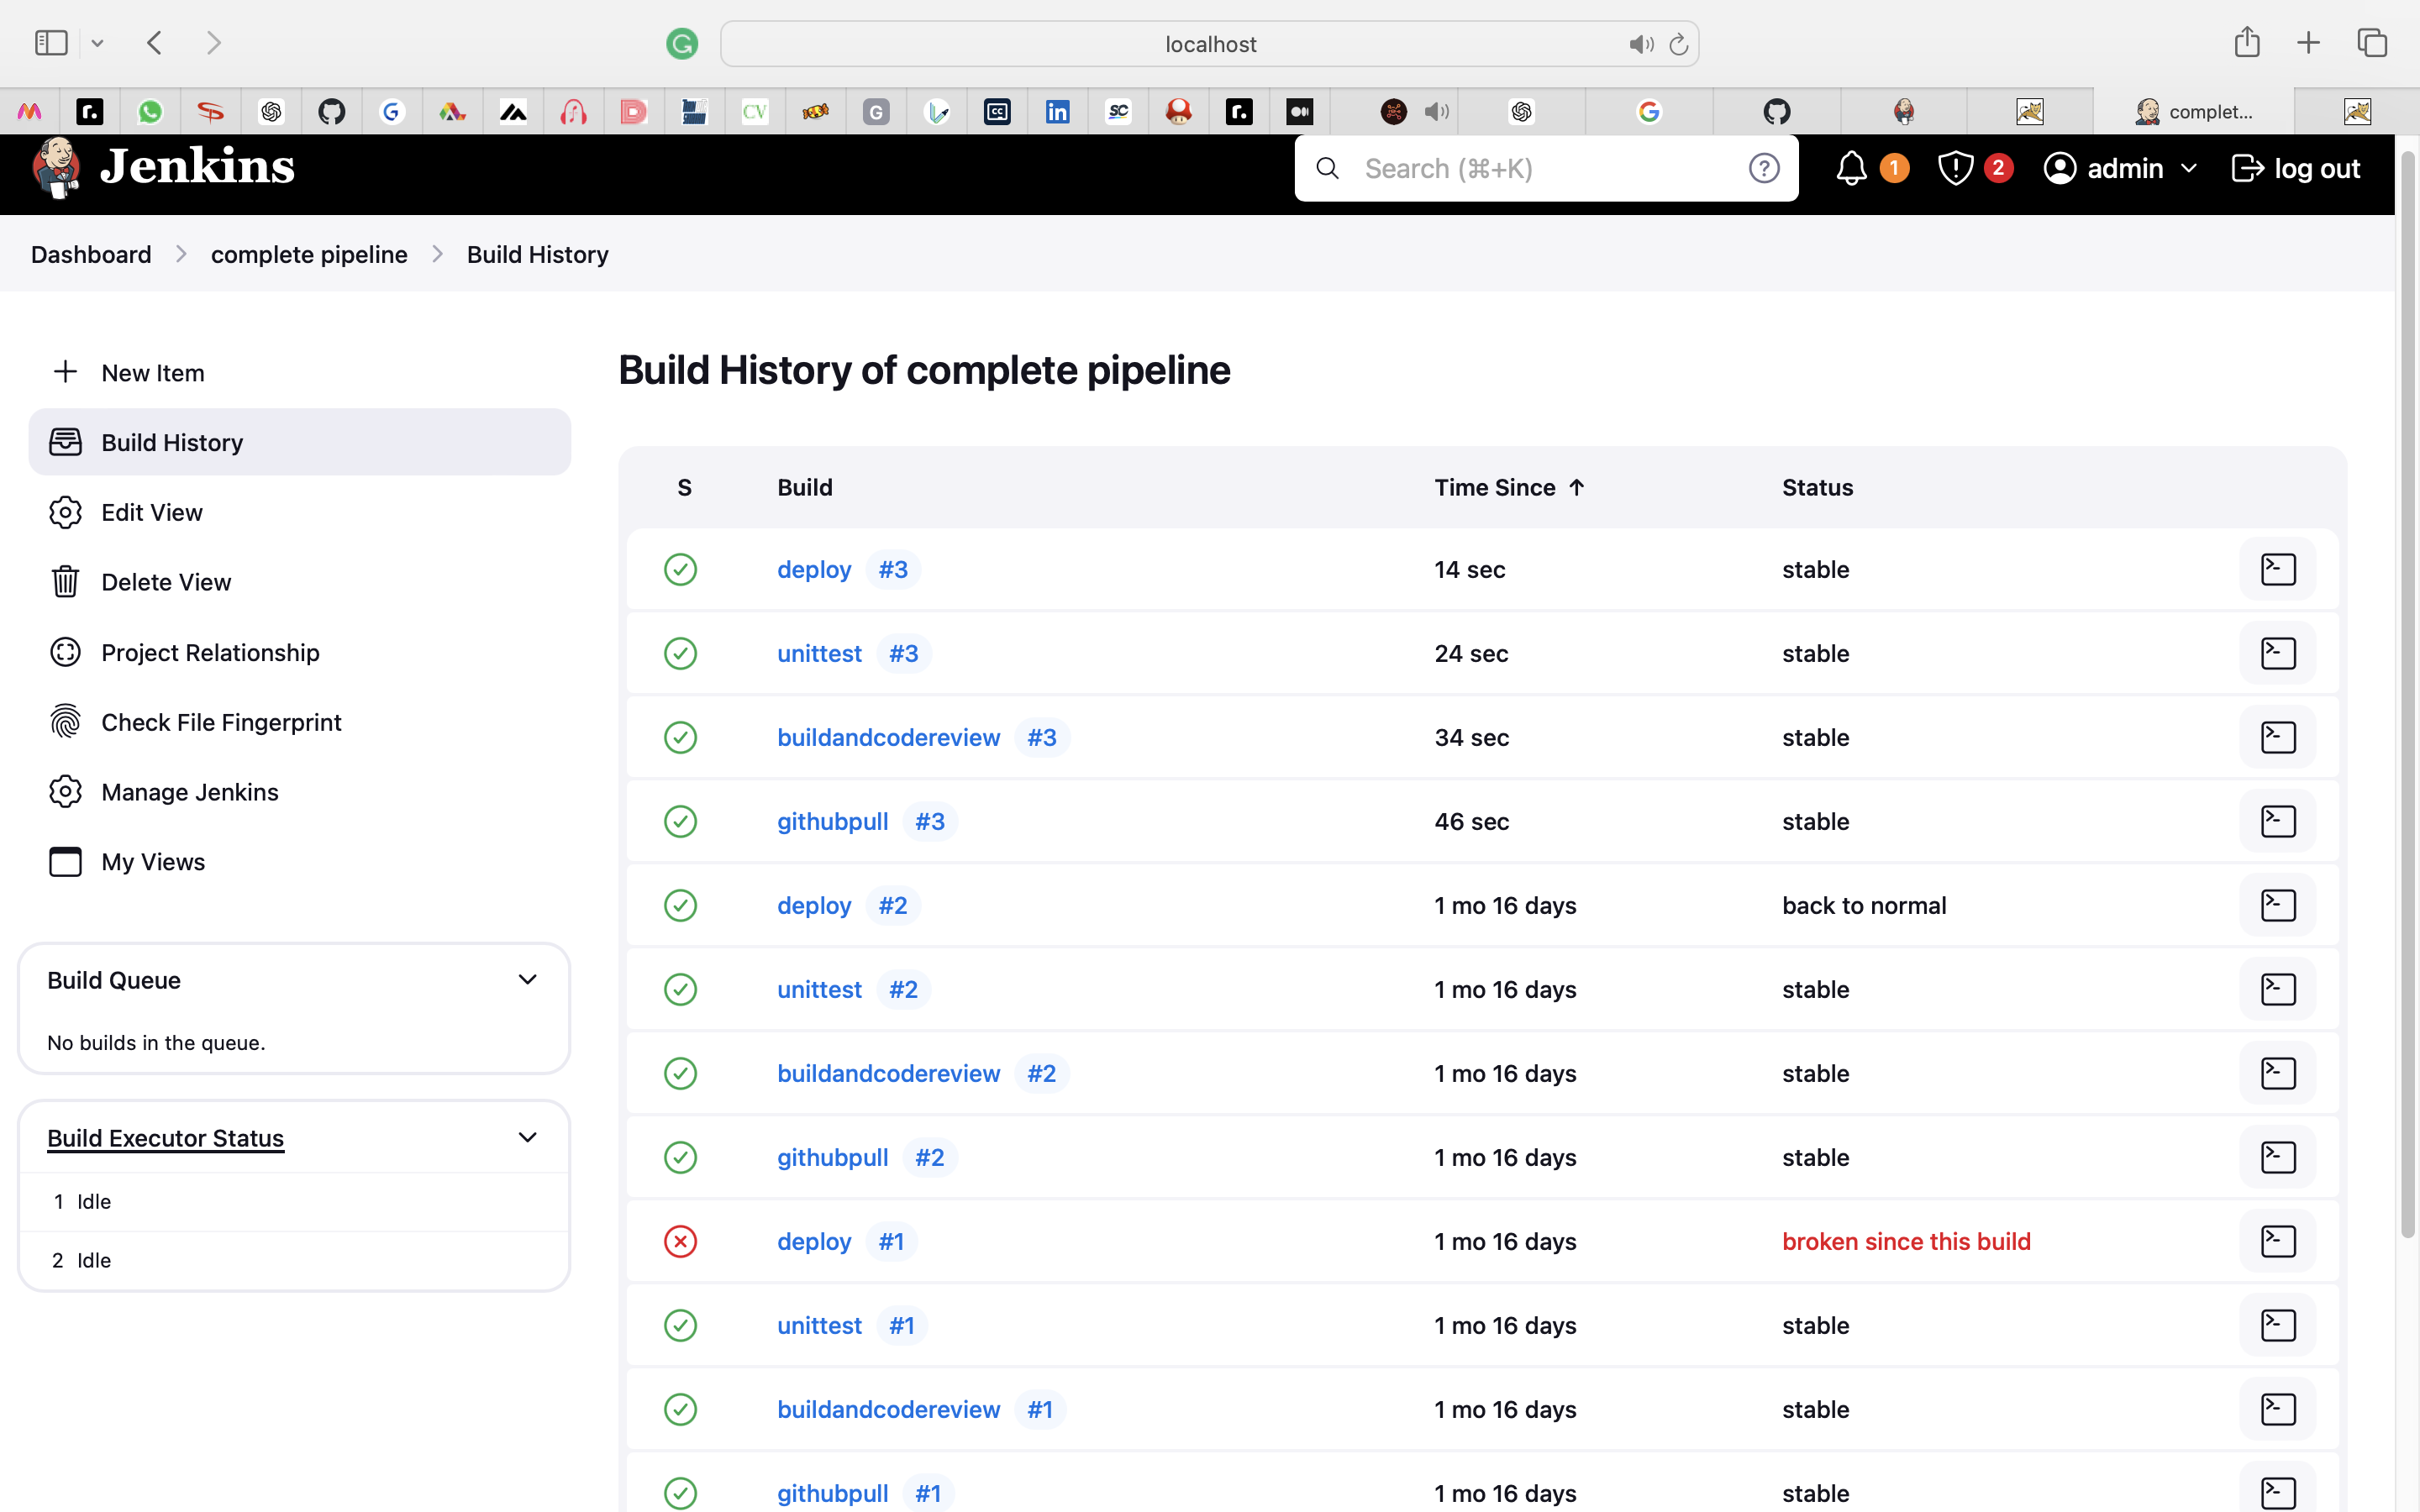 localhost
CV
G
CC
in
SC
complet...
Jenkins
Search (⌘+K)
1
2
admin
log out
Dashboard
complete pipeline
Build History
New Item
Build History
Edit View
Delete View
Project Relationship
Check File Fingerprint
Manage Jenkins
My Views
Build Queue
No builds in the queue.
Build Executor Status
1 Idle
2 Idle
Build History of complete pipeline
S Build Time Since ↑ Status
deploy #3 14 sec stable
unittest #3 24 sec stable
buildandcodereview #3 34 sec stable
githubpull #3 46 sec stable
deploy #2 1 mo 16 days back to normal
unittest #2 1 mo 16 days stable
buildandcodereview #2 1 mo 16 days stable
githubpull #2 1 mo 16 days stable
deploy #1 1 mo 16 days broken since this build
unittest #1 1 mo 16 days stable
buildandcodereview #1 1 mo 16 days stable
githubpull #1 1 mo 16 days stable